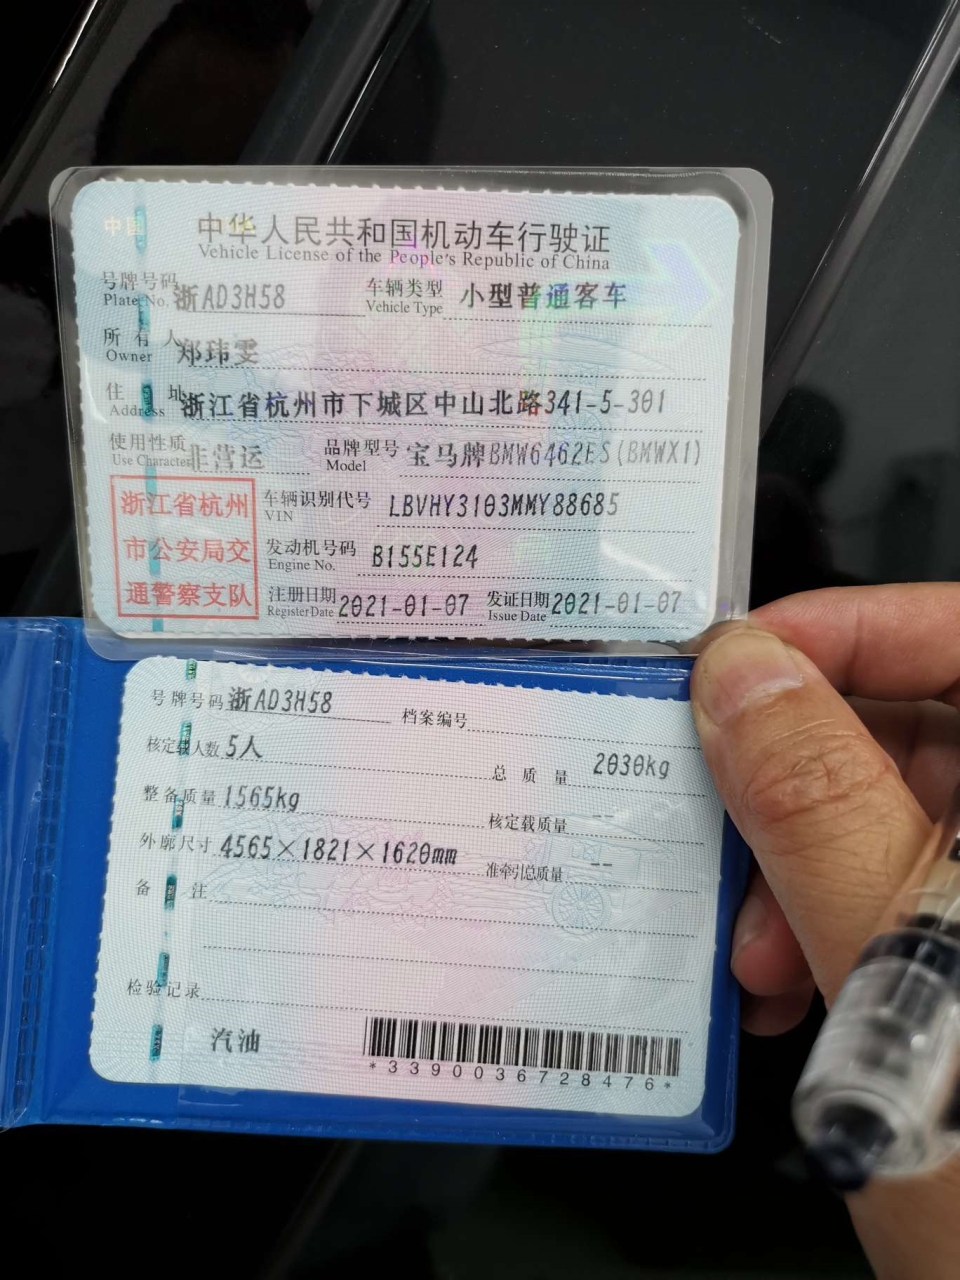 中华人民共和国机动车行驶证
Vehicle License of the People's Republic of China
号牌号码 浙AD3H58 车辆类型 小型普通客车
Plate No. Vehicle Type
所有人 郑玮雯
Owner
住址 浙江省杭州市下城区中山北路341-5-301
Address
使用性质 非营运 品牌型号 宝马牌BMW6462ES(BMWX1)
Use Character Model
浙江省杭州
市公安局交
通警察支队
车辆识别代号 LBVHY3103MMY88685
VIN
发动机号码 B155E124
Engine No.
注册日期 2021-01-07 发证日期 2021-01-07
Register Date Issue Date
号牌号码 浙AD3H58 档案编号
核定载人数 5人 总质量 2030kg
整备质量 1565kg 核定载质量 --
外廓尺寸 4565×1821×1620mm 准牵引总质量 --
备注
检验记录
汽油
*3390036728476*